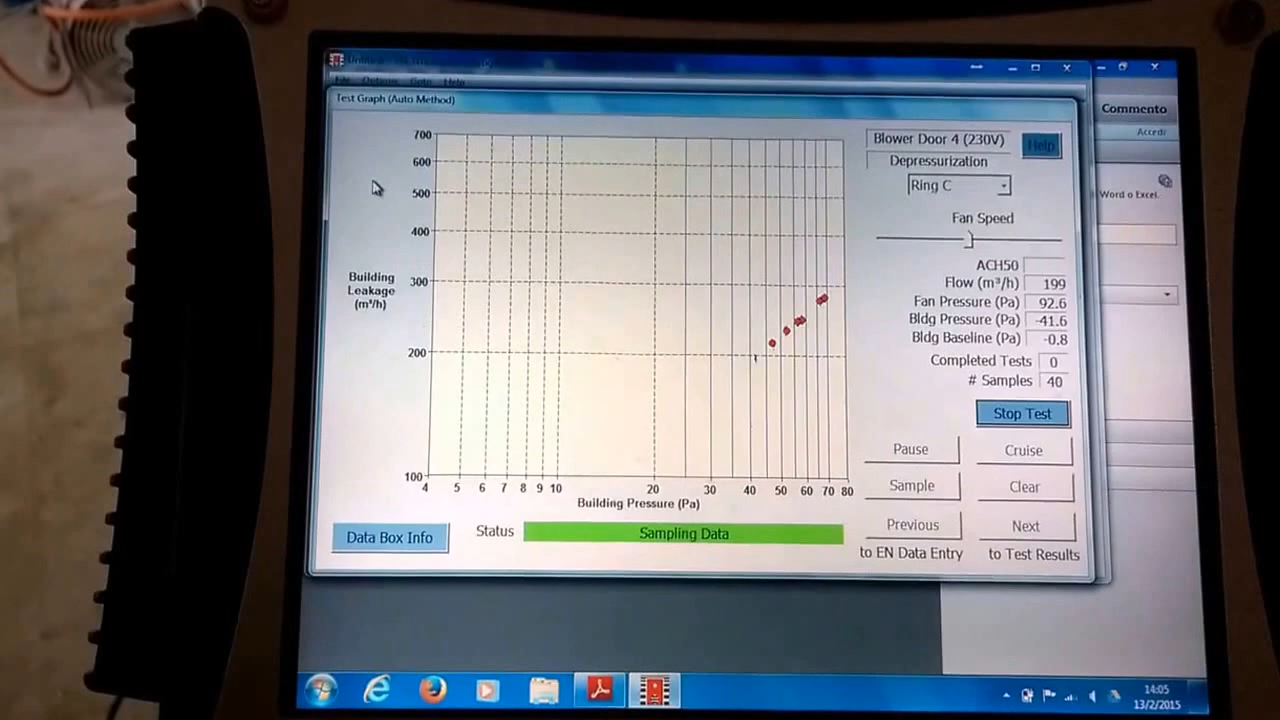 File Options Goto Help
Test Graph (Auto Method)
Commento
Accedi
Word o Excel.
Blower Door 4 (230V)
Help
Depressurization
Ring C
Fan Speed
ACH50
Flow (m³/h) 199
Fan Pressure (Pa) 92.6
Bldg Pressure (Pa) -41.6
Bldg Baseline (Pa) -0.8
Completed Tests 0
# Samples 40
Stop Test
Pause Cruise
Sample Clear
Previous Next
to EN Data Entry to Test Results
700
600
500
400
300
200
100
Building
Leakage
(m³/h)
4 5 6 7 8 9 10 20 30 40 50 60 70 80
Building Pressure (Pa)
Data Box Info
Status Sampling Data
14:05
13/2/2015